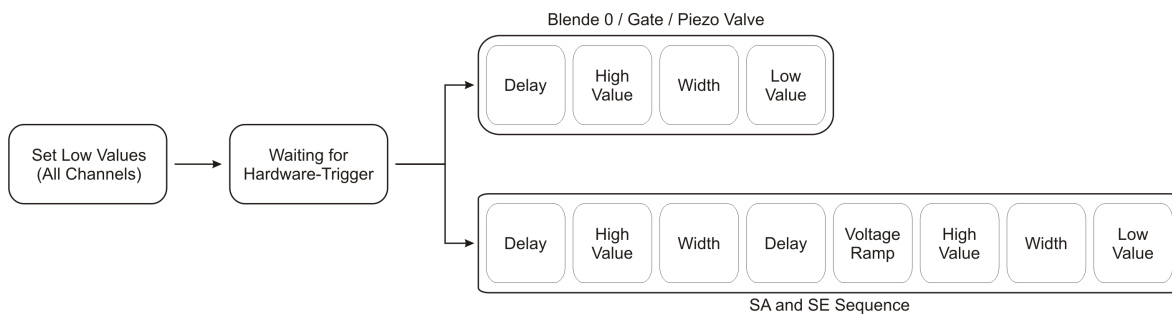 Blende 0 / Gate / Piezo Valve
Delay
High
Value
Width
Low
Value
Set Low Values
(All Channels)
Waiting for
Hardware-Trigger
Delay
High
Value
Width
Delay
Voltage
Ramp
High
Value
Width
Low
Value
SA and SE Sequence